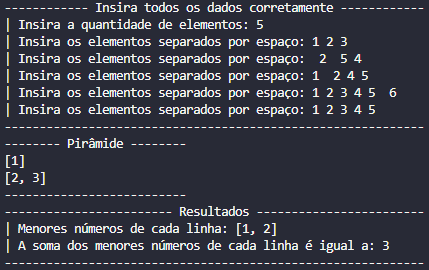 ------------ Insira todos os dados corretamente ------------
| Insira a quantidade de elementos: 5
| Insira os elementos separados por espaço: 1 2 3
| Insira os elementos separados por espaço:  2  5 4
| Insira os elementos separados por espaço: 1  2 4 5
| Insira os elementos separados por espaço: 1 2 3 4 5  6
| Insira os elementos separados por espaço: 1 2 3 4 5
------------------------------------------------------------
-------- Pirâmide --------
[1]
[2, 3]
--------------------------
------------------------ Resultados ------------------------
| Menores números de cada linha: [1, 2]
| A soma dos menores números de cada linha é igual a: 3
------------------------------------------------------------